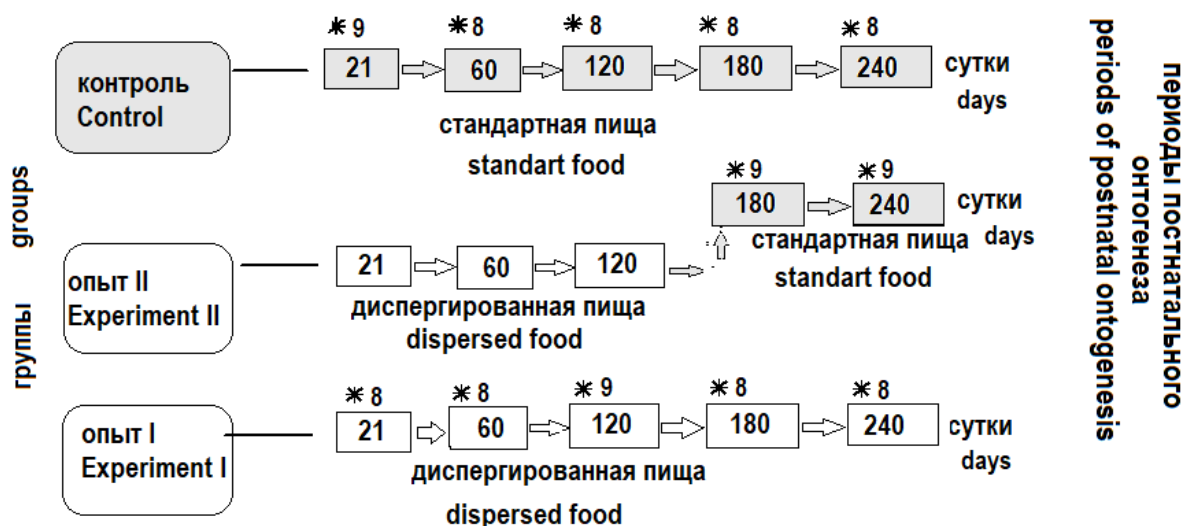 ✳ 9 ✳ 8 ✳ 8 ✳ 8 ✳ 8
контроль
Control
21 60 120 180 240
сутки
days
стандартная пища
standart food
✳ 9 ✳ 9
180 240
сутки
days
стандартная пища
standart food
опыт II
Experiment II
21 60 120
диспергированная пища
dispersed food
✳ 8 ✳ 8 ✳ 9 ✳ 8 ✳ 8
опыт I
Experiment I
21 60 120 180 240
сутки
days
диспергированная пища
dispersed food
группы groups
периоды постнатального
онтогенеза
periods of postnatal ontogenesis